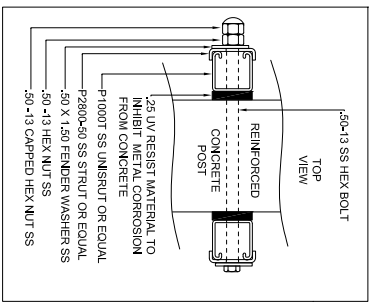 TOP
VIEW
.50-13 SS HEX BOLT
REINFORCED
CONCRETE
POST
.25 UV RESIST MATERIAL TO
INHIBIT METAL CORROSION
FROM CONCRETE
P1000T SS UNISRUT OR EQUAL
P2800-50 SS STRUT OR EQUAL
.50 X 1.50 FENDER WASHER SS
.50 -13 HEX NUT SS
.50 -13 CAPPED HEX NUT SS